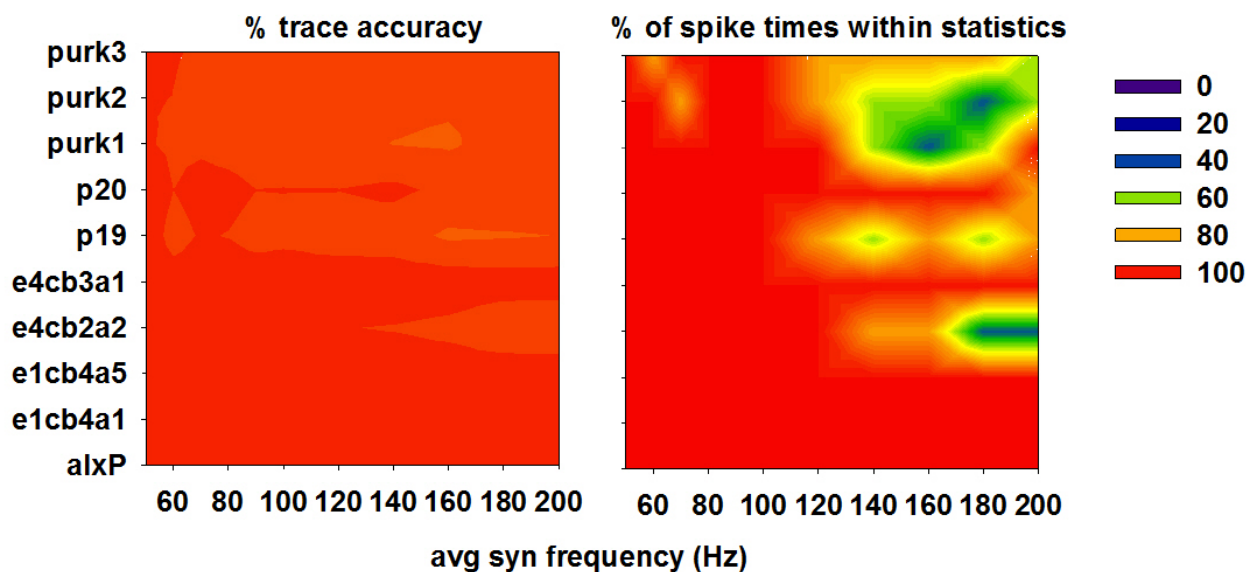 % trace accuracy
% of spike times within statistics
purk3
purk2
purk1
p20
p19
e4cb3a1
e4cb2a2
e1cb4a5
e1cb4a1
alxP
60 80 100 120 140 160 180 200
60 80 100 120 140 160 180 200
avg syn frequency (Hz)
0
20
40
60
80
100